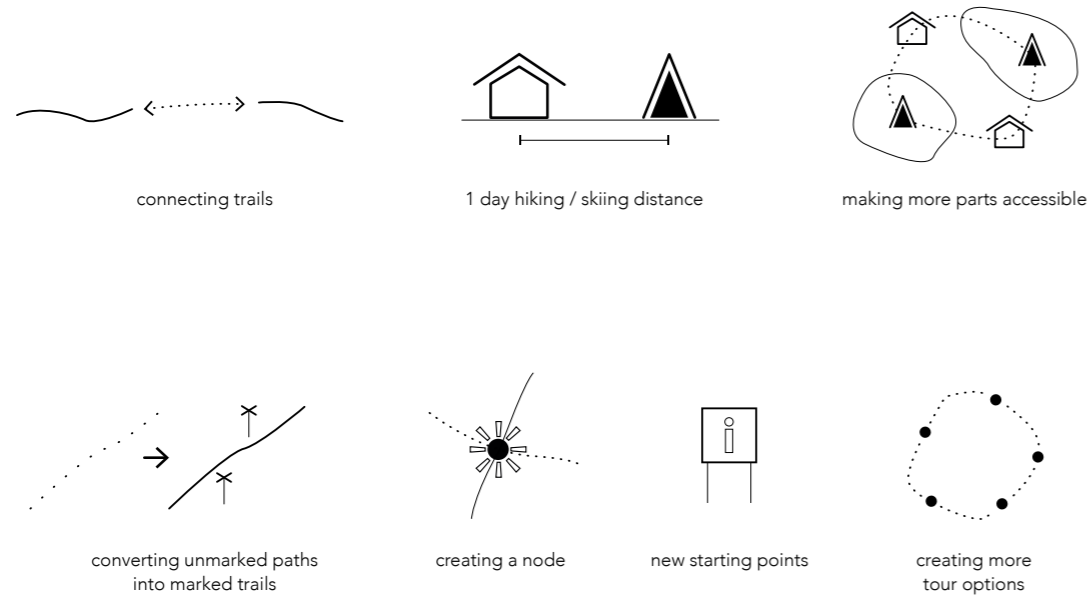 connecting trails
1 day hiking / skiing distance
making more parts accessible
converting unmarked paths
into marked trails
creating a node
i
new starting points
creating more
tour options